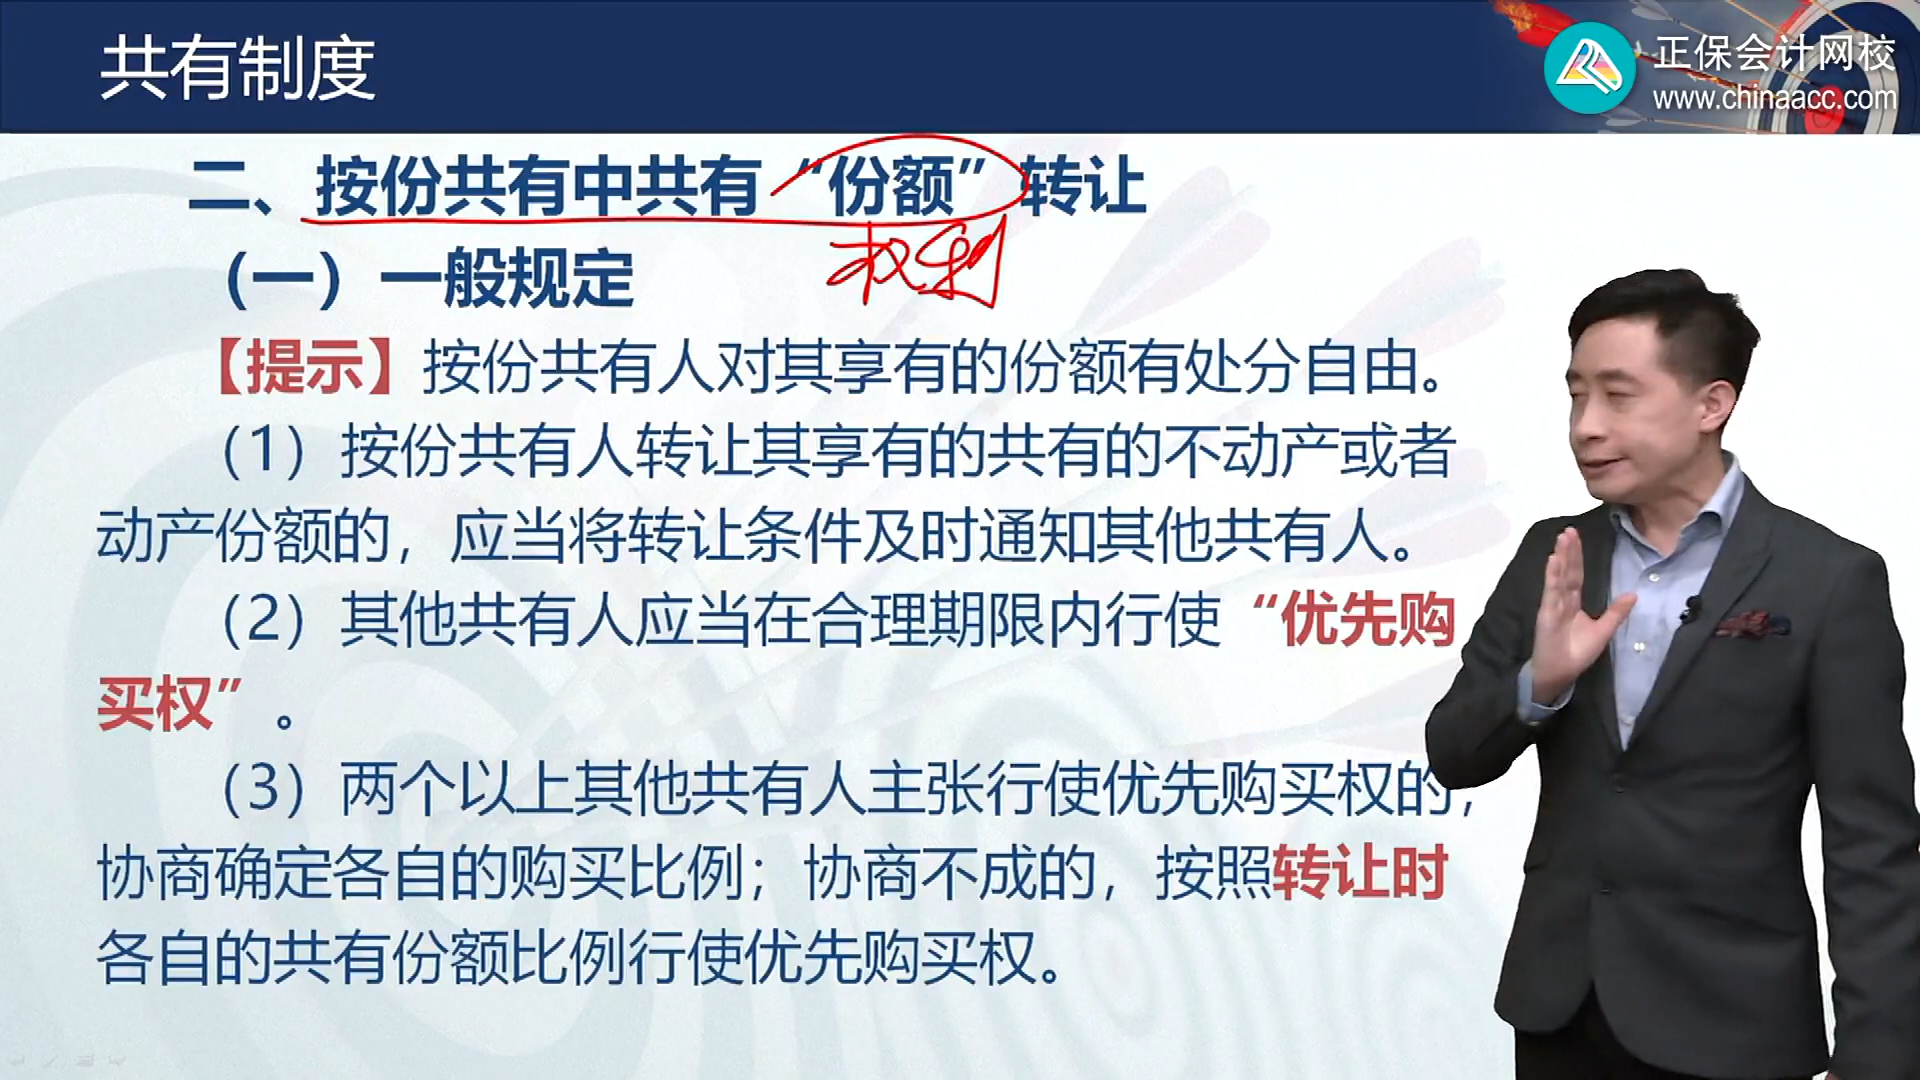 共有制度
正保会计网校
www.chinaacc.com
二、按份共有中共有“份额”转让
权利
（一）一般规定
【提示】按份共有人对其享有的份额有处分自由。
（1）按份共有人转让其享有的共有的不动产或者
动产份额的，应当将转让条件及时通知其他共有人。
（2）其他共有人应当在合理期限内行使“优先购
买权”。
（3）两个以上其他共有人主张行使优先购买权的，
协商确定各自的购买比例；协商不成的，按照转让时
各自的共有份额比例行使优先购买权。